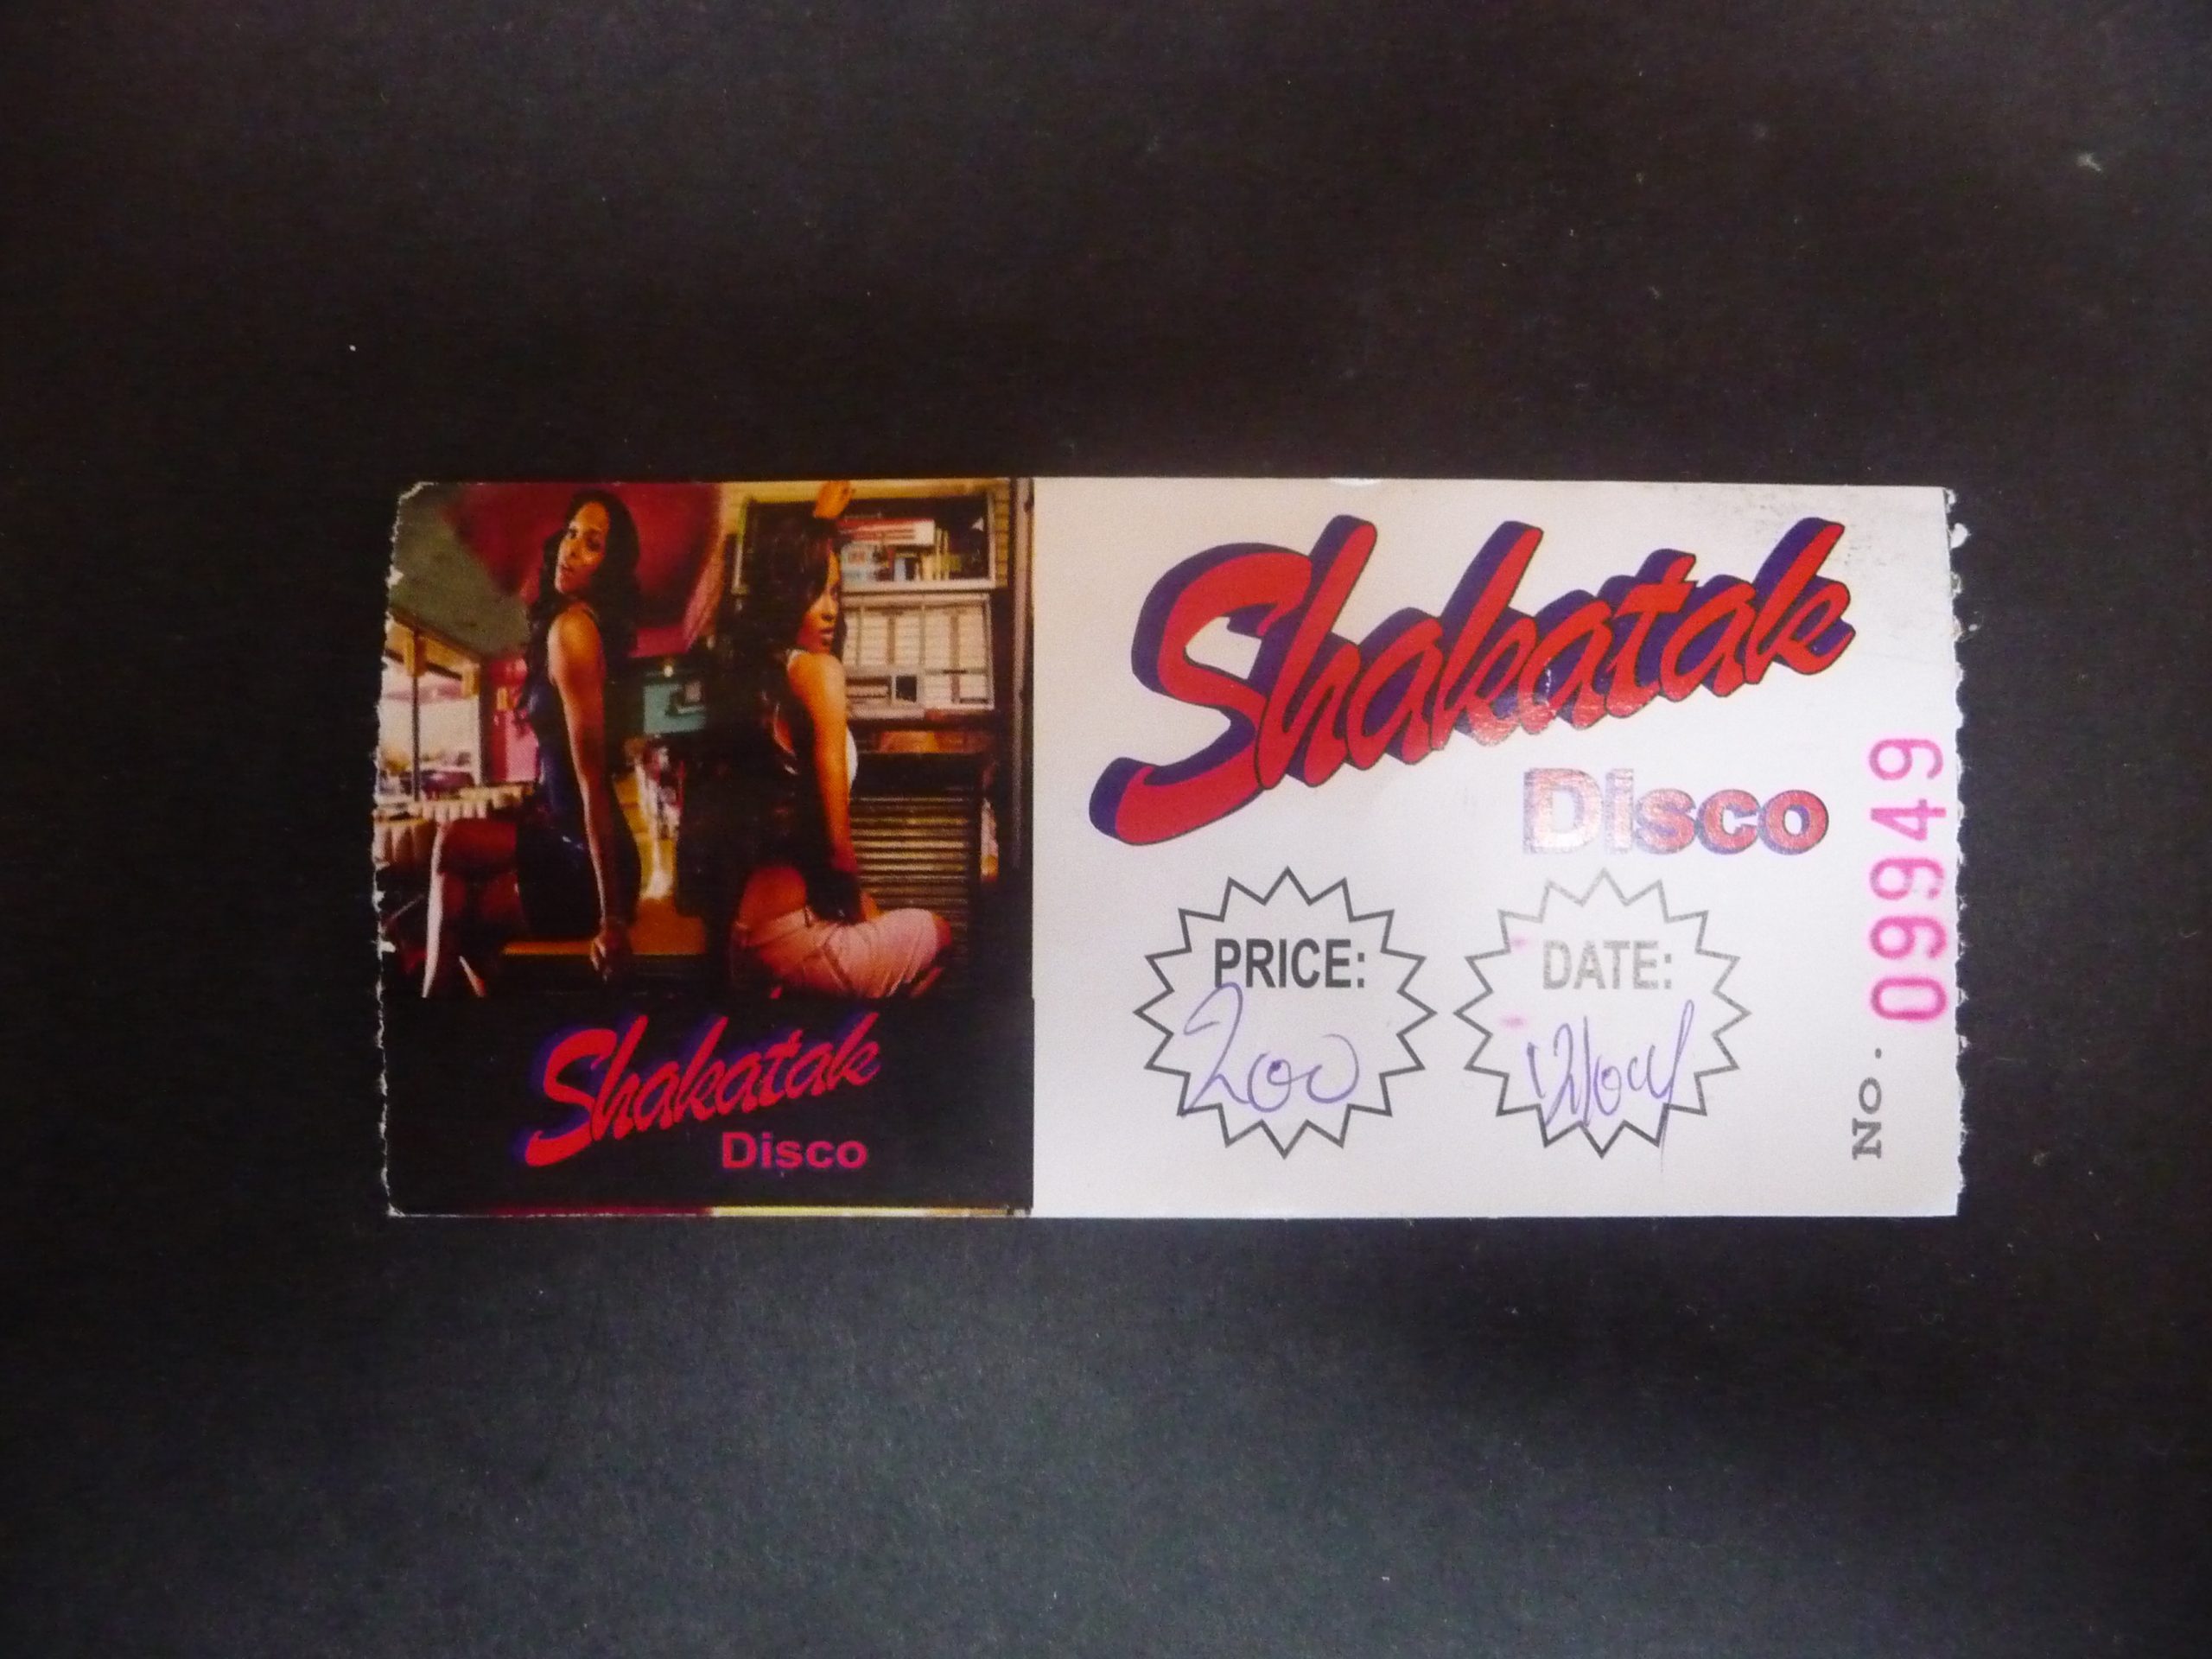 Shakatak
Disco
Shakatak
Disco
PRICE:
200
DATE:
No. 09949